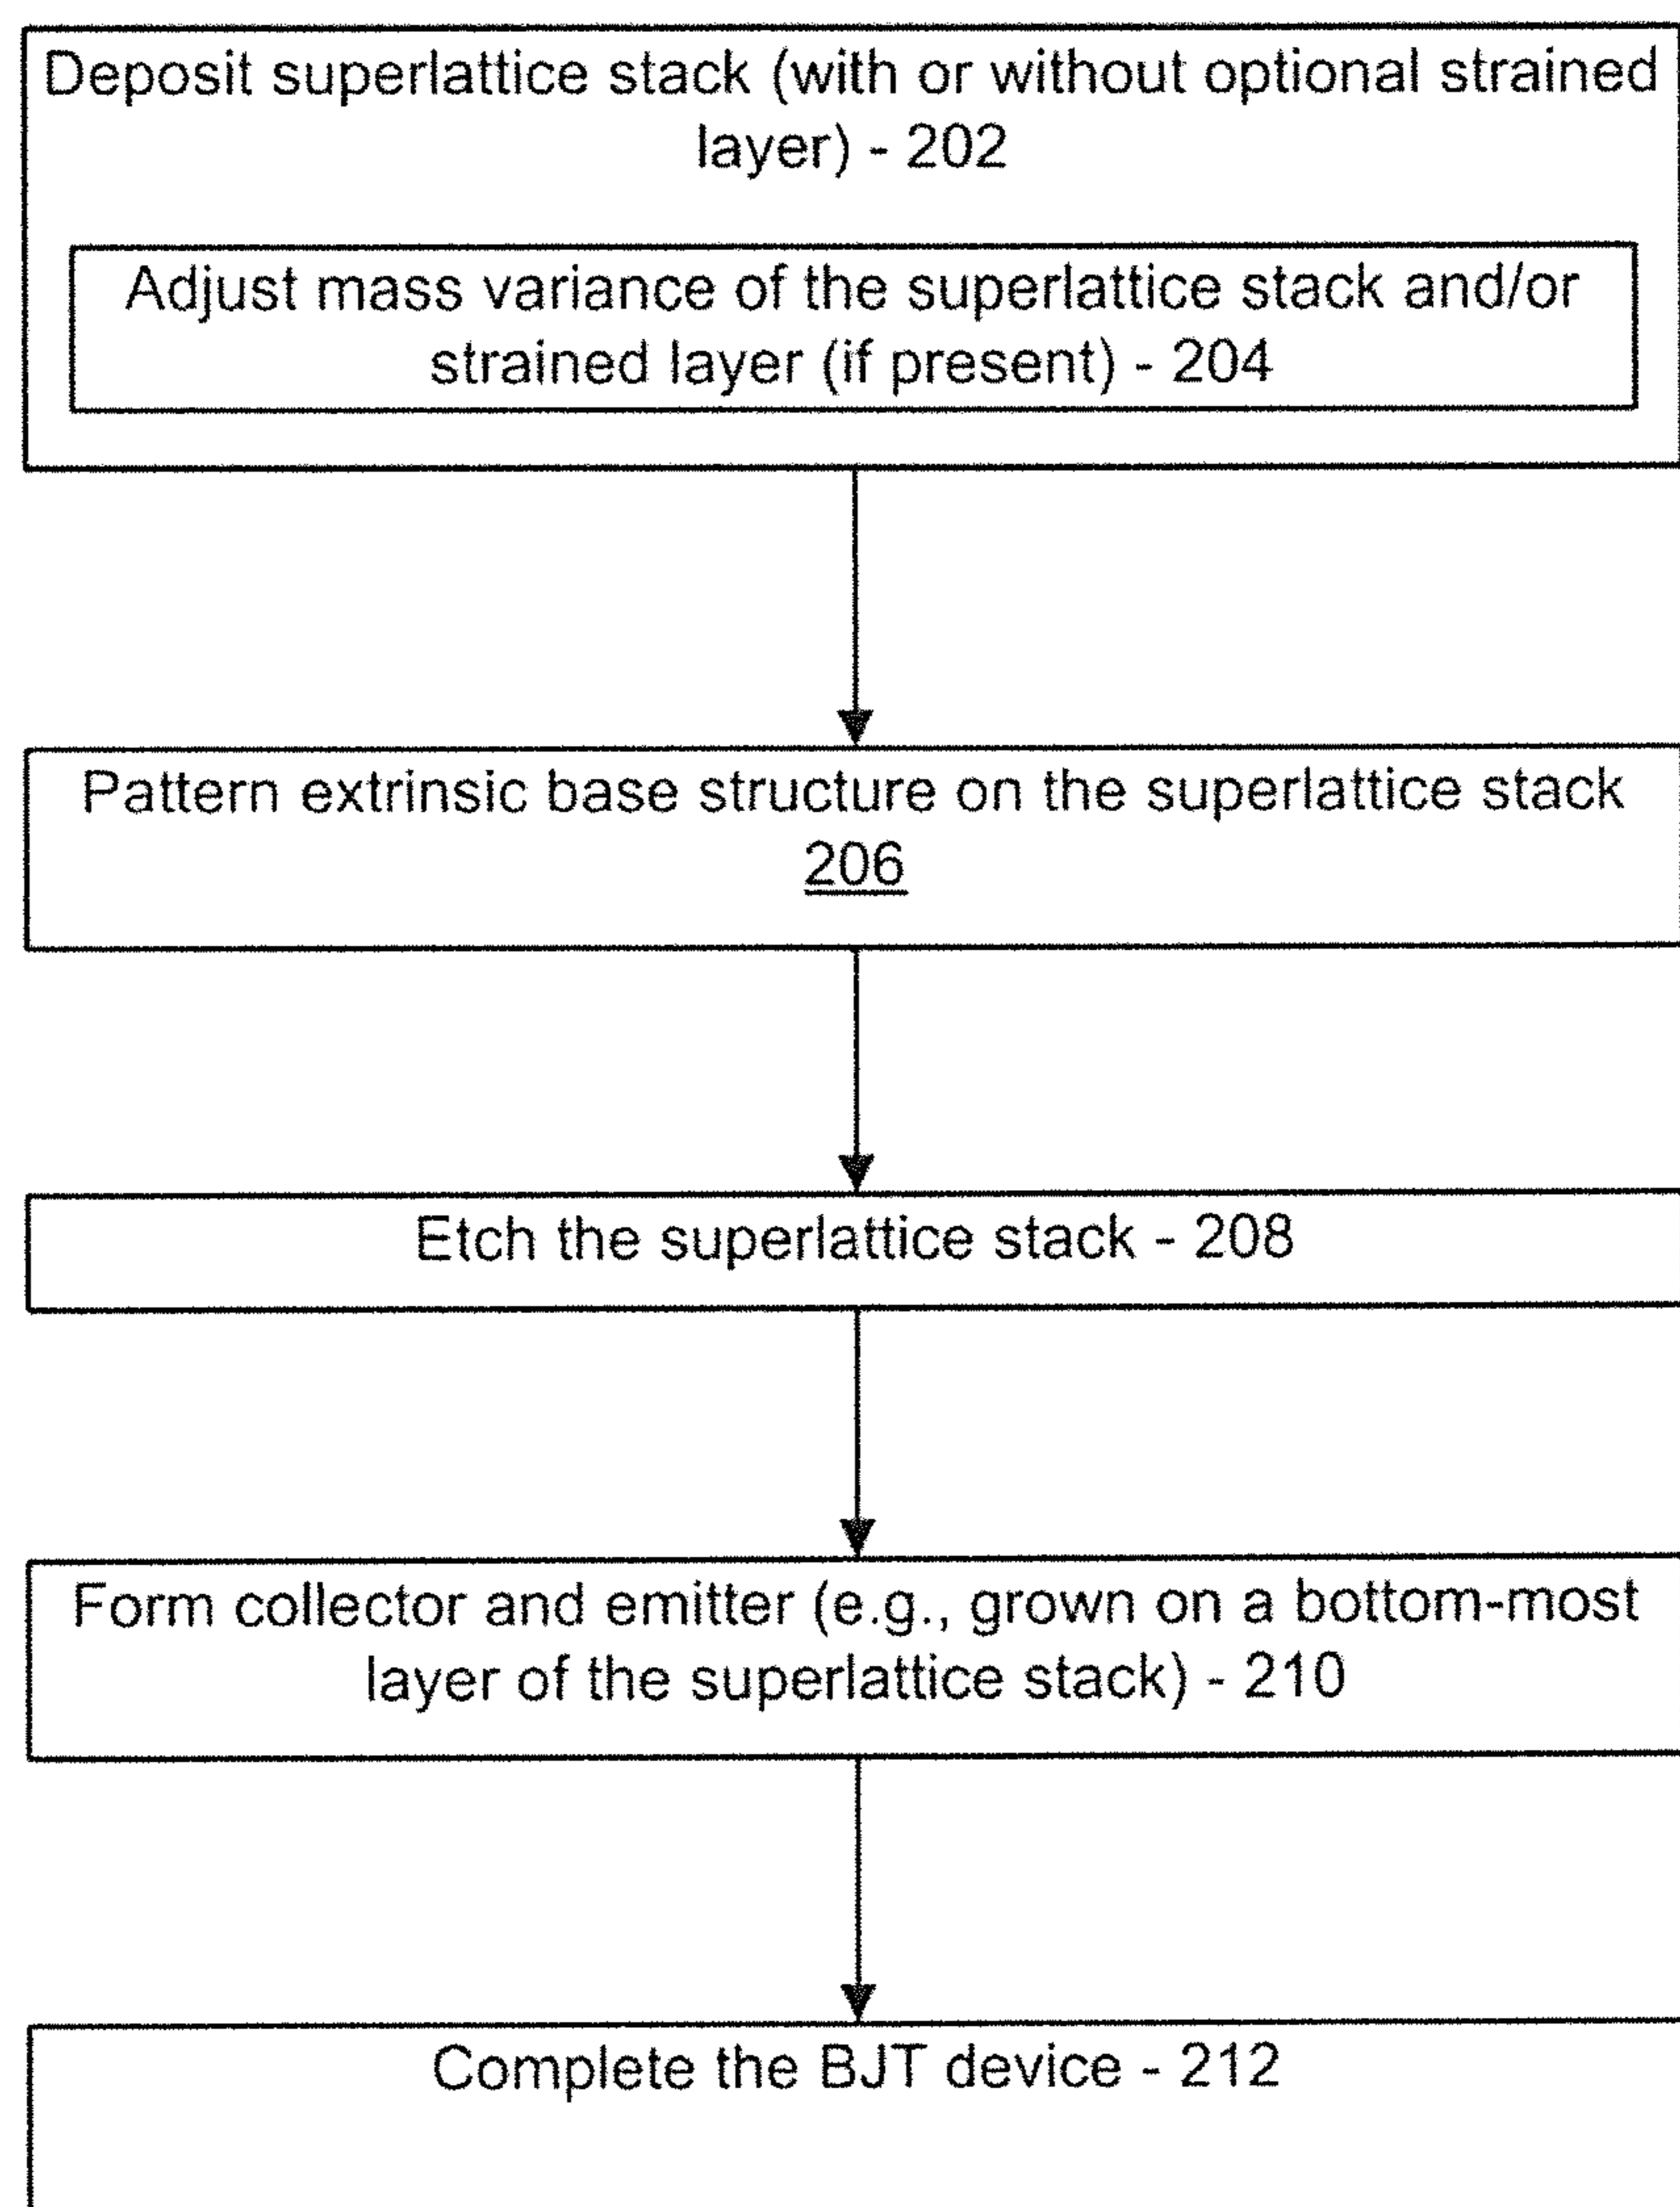 Deposit superlattice stack (with or without optional strained
layer) - 202
Adjust mass variance of the superlattice stack and/or
strained layer (if present) - 204
Pattern extrinsic base structure on the superlattice stack
206
Etch the superlattice stack - 208
Form collector and emitter (e.g., grown on a bottom-most
layer of the superlattice stack) - 210
Complete the BJT device - 212